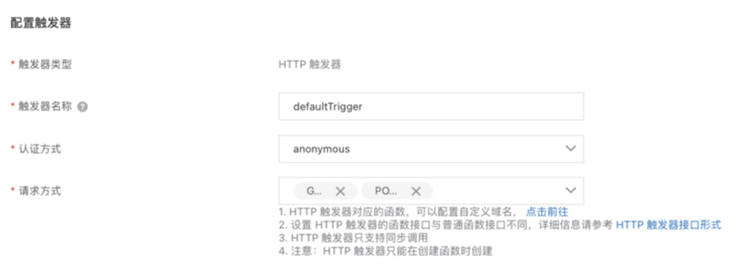 配置触发器
* 触发器类型 HTTP 触发器
* 触发器名称 ? defaultTrigger
* 认证方式 anonymous
* 请求方式 G... × PO... ×
1. HTTP 触发器对应的函数，可以配置自定义域名， 点击前往
2. 设置 HTTP 触发器的函数接口与普通函数接口不同，详细信息请参考 HTTP 触发器接口形式
3. HTTP 触发器只支持同步调用
4. 注意：HTTP 触发器只能在创建函数时创建